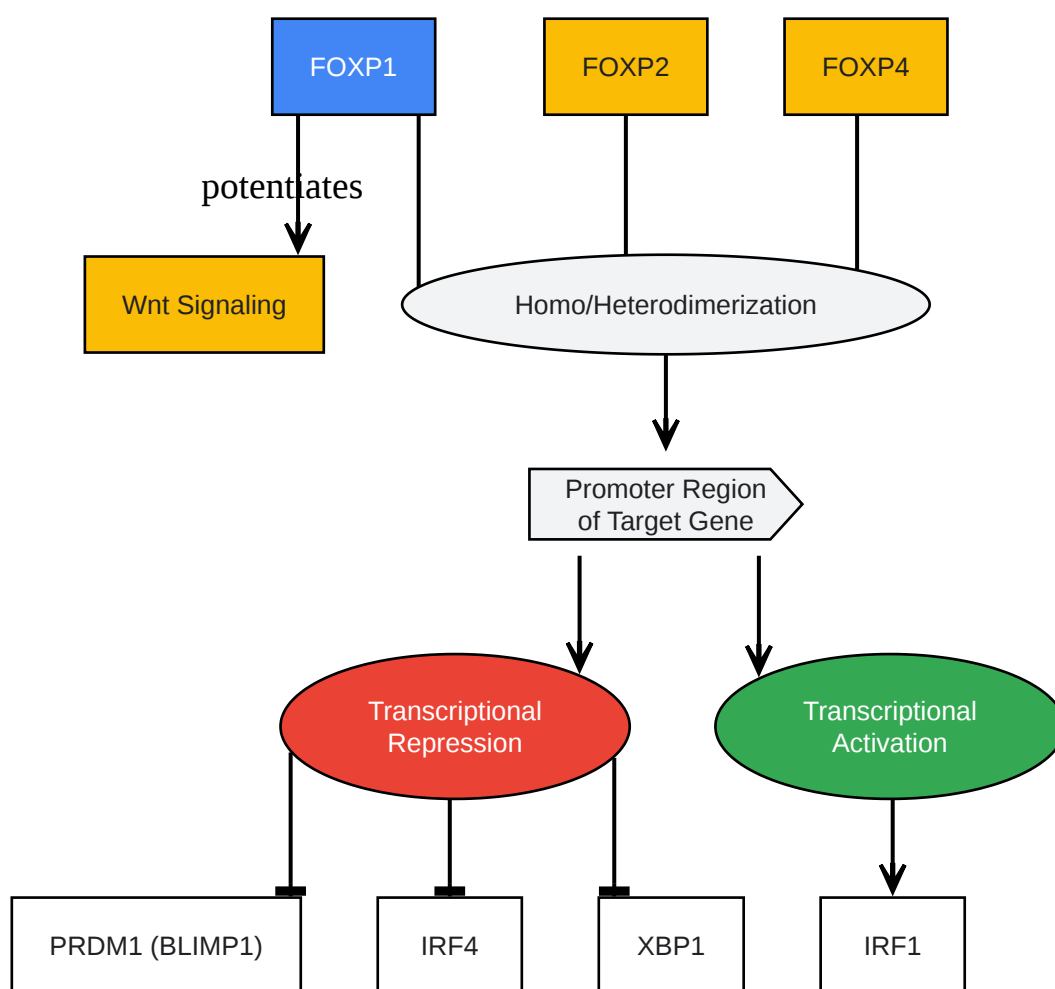 FOXP1
FOXP2
FOXP4
potentiates
Wnt Signaling
Homo/Heterodimerization
Promoter Region
of Target Gene
Transcriptional
Repression
Transcriptional
Activation
PRDM1 (BLIMP1)
IRF4
XBP1
IRF1